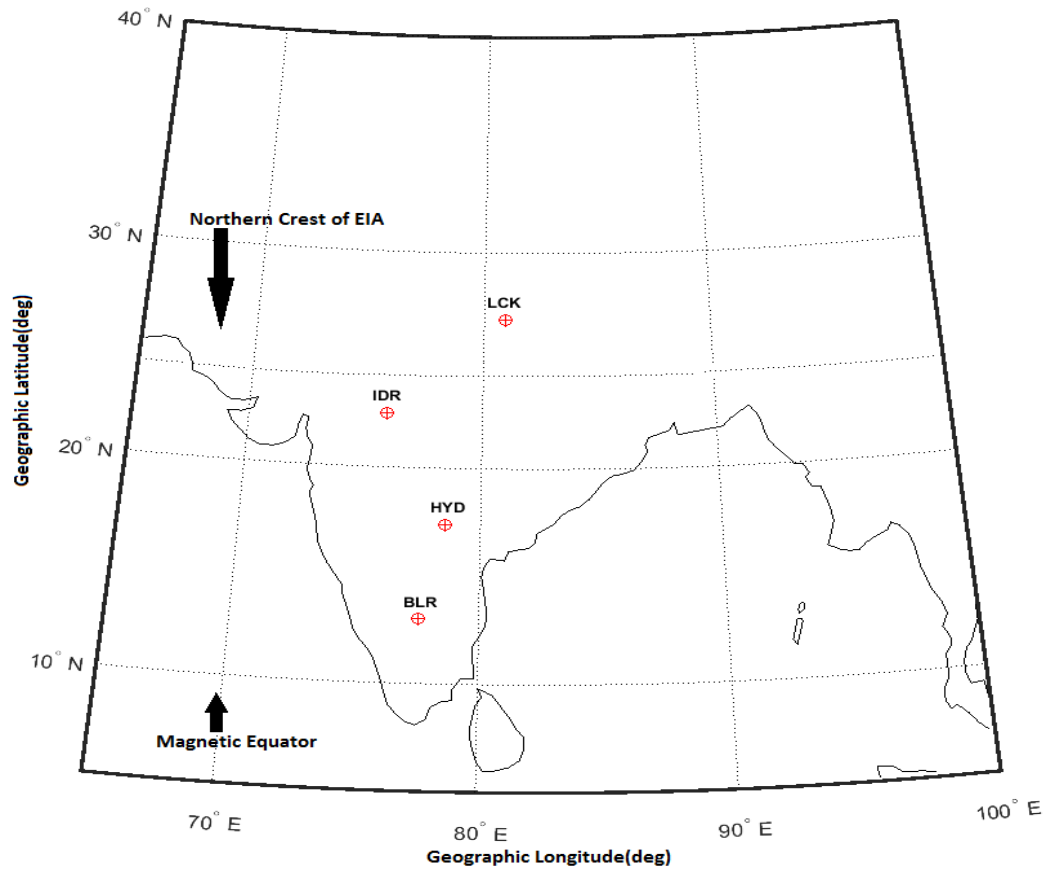 40° N
Northern Crest of EIA
30° N
LCK
IDR
20° N
HYD
BLR
10° N
Magnetic Equator
70° E
80° E
90° E
100° E
Geographic Longitude(deg)
Geographic Latitude(deg)